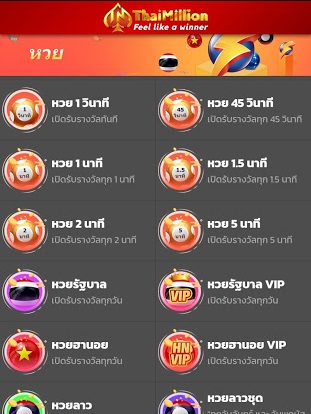 ThaiMillion
Feel like a winner
หวย
1
วินาที
หวย 1 วินาที
เปิดรับรางวัลทันที
45
วินาที
หวย 45 วินาที
เปิดรับรางวัลทุก 45 วินาที
1
นาที
หวย 1 นาที
เปิดรับรางวัลทุก 1 นาที
1.5
นาที
หวย 1.5 นาที
เปิดรับรางวัลทุก 1.5 นาที
2
นาที
หวย 2 นาที
เปิดรับรางวัลทุก 2 นาที
5
นาที
หวย 5 นาที
เปิดรับรางวัลทุก 5 นาที
หวยรัฐบาล
เปิดรับรางวัลทุกวัน
VIP
หวยรัฐบาล VIP
เปิดรับรางวัลทุกวัน
หวยฮานอย
เปิดรับรางวัลทุกวัน
HN
VIP
หวยฮานอย VIP
เปิดรับรางวัลทุกวัน
หวยลาว
หวยลาวชุด